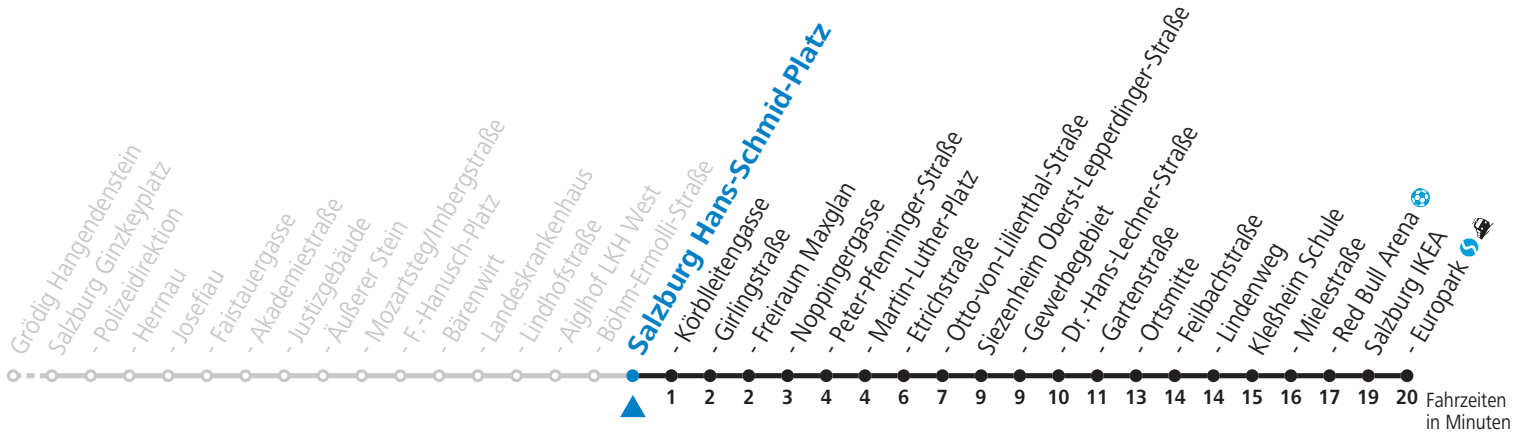 Grödig Hangendenstein
Salzburg Ginzkeyplatz
- Polizeidirektion
- Herrnau
- Josefiau
- Faistauergasse
- Akademiestraße
- Justizgebäude
- Äußerer Stein
- Mozartsteg/Imbergstraße
- F.-Hanusch-Platz
- Bärenwirt
- Landeskrankenhaus
- Lindhofstraße
- Aiglhof LKH West
- Böhm-Ermolli-Straße
Salzburg Hans-Schmid-Platz
- Körblleitengasse
- Girlingstraße
- Freiraum Maxglan
- Noppingergasse
- Peter-Pfenninger-Straße
- Martin-Luther-Platz
- Etrichstraße
- Otto-von-Lilienthal-Straße
Siezenheim Oberst-Lepperdinger-Straße
- Gewerbegebiet
- Dr.-Hans-Lechner-Straße
- Gartenstraße
- Ortsmitte
- Feilbachstraße
- Lindenweg
Kleßheim Schule
- Mielestraße
- Red Bull Arena
Salzburg IKEA
- Europark
1 2 2 3 4 4 6 7 9 9 10 11 13 14 14 15 16 17 19 20 Fahrzeiten
in Minuten